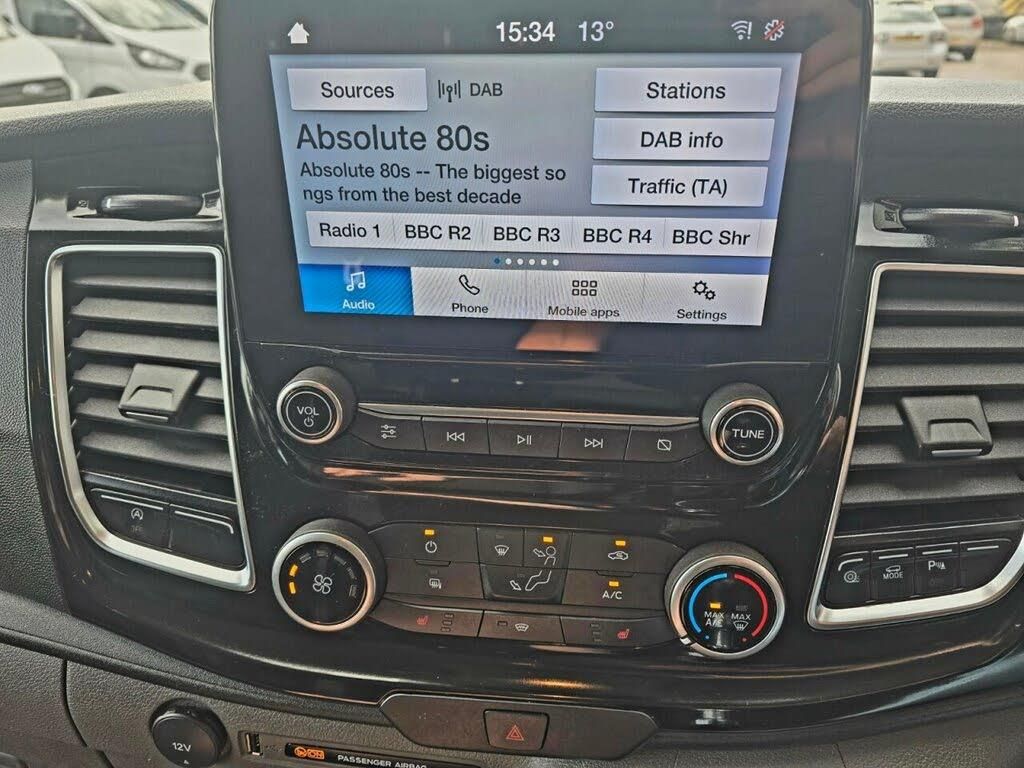 15:34 13°
Sources DAB Stations
Absolute 80s
DAB info
Absolute 80s -- The biggest so
ngs from the best decade
Traffic (TA)
Radio 1 BBC R2 BBC R3 BBC R4 BBC Shr
Audio Phone Mobile apps Settings
VOL
TUNE
A/C
MAX A/C MAX
MODE
12V
ON
PASSENGER AIRBAG